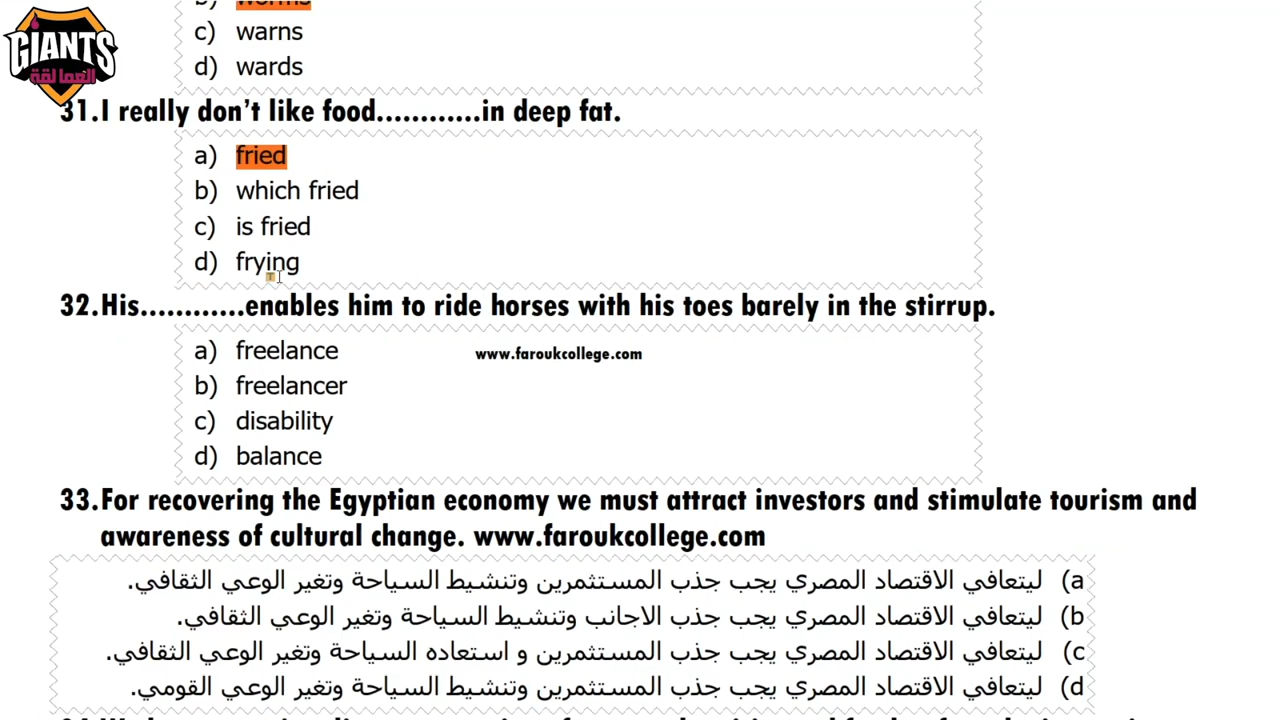 GIANTS
العمالقة
b) worms
c) warns
d) wards
31.I really don't like food............in deep fat.
a) fried
b) which fried
c) is fried
d) frying
32.His............enables him to ride horses with his toes barely in the stirrup.
a) freelance
www.faroukcollege.com
b) freelancer
c) disability
d) balance
33.For recovering the Egyptian economy we must attract investors and stimulate tourism and
awareness of cultural change. www.faroukcollege.com
a) ليتعافي الاقتصاد المصري يجب جذب المستثمرين وتنشيط السياحة وتغير الوعي الثقافي.
b) ليتعافي الاقتصاد المصري يجب جذب الاجانب وتنشيط السياحة وتغير الوعي الثقافي.
c) ليتعافي الاقتصاد المصري يجب جذب المستثمرين و استعاده السياحة وتغير الوعي الثقافي.
d) ليتعافي الاقتصاد المصري يجب جذب المستثمرين وتنشيط السياحة وتغير الوعي القومي.